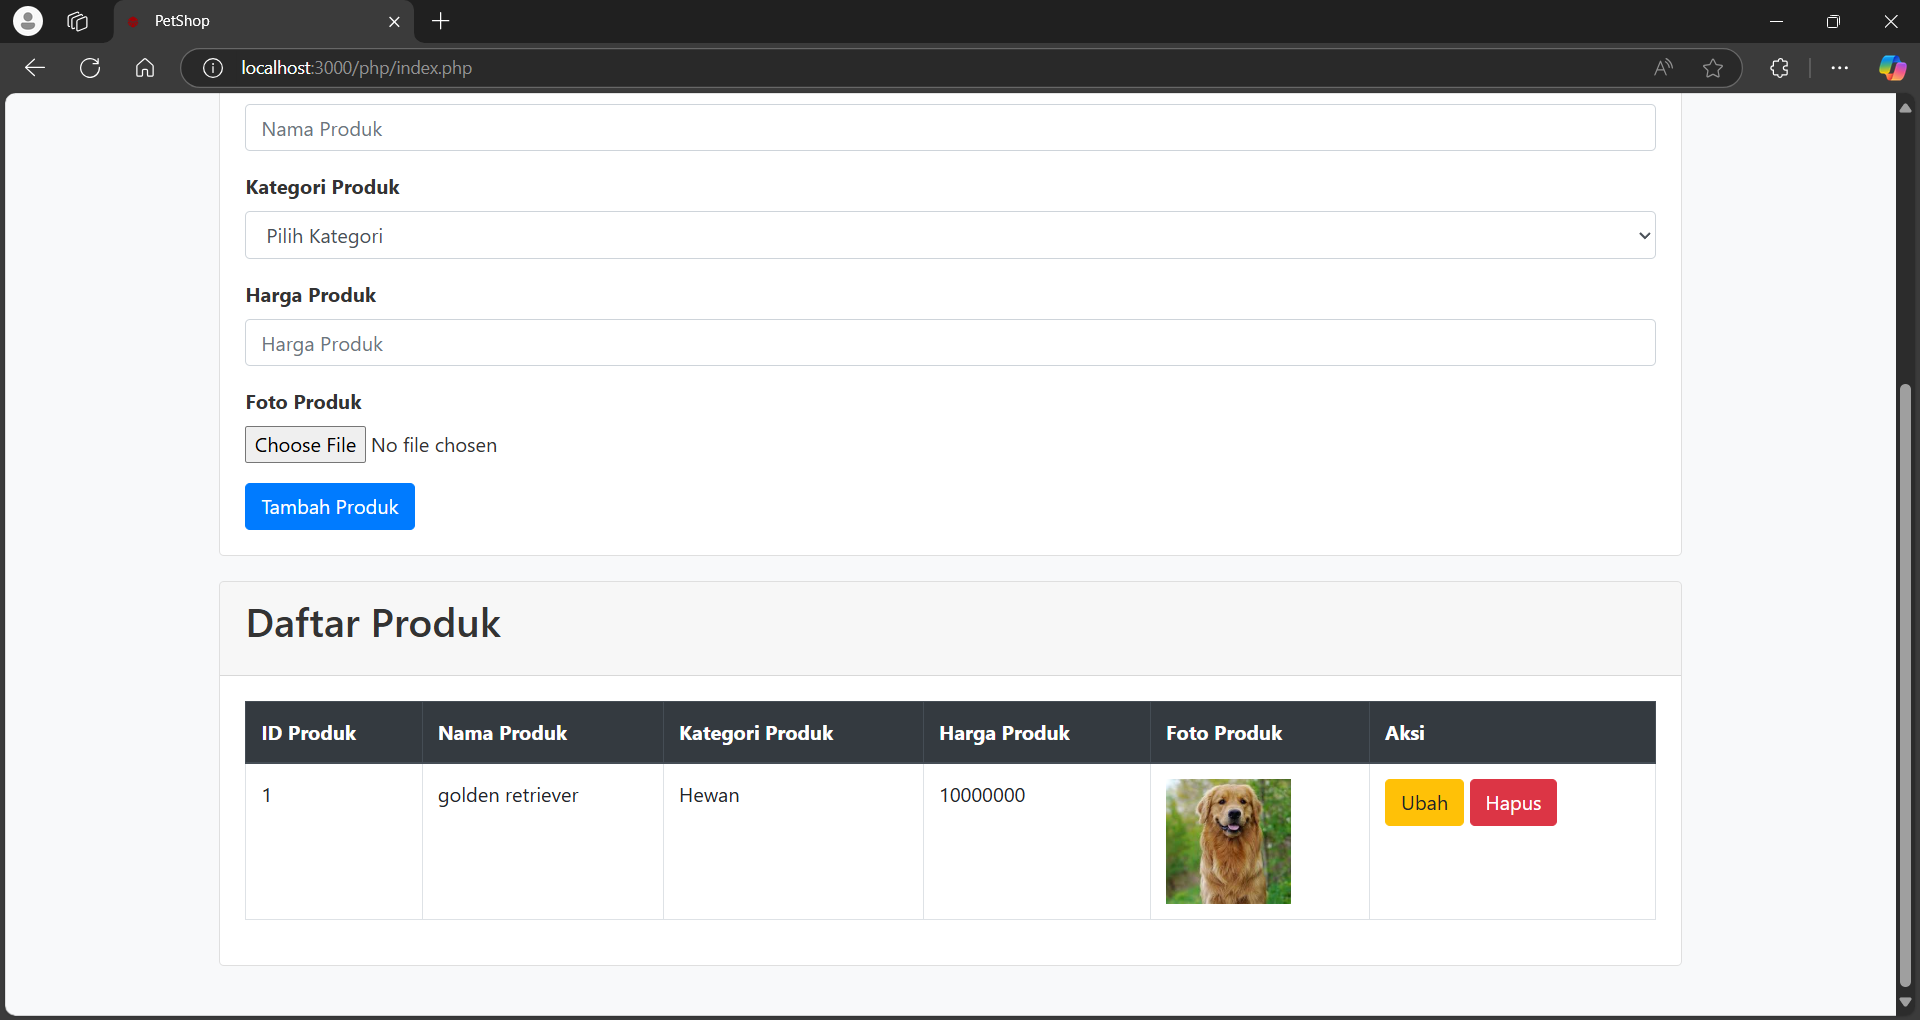 PetShop
localhost:3000/php/index.php
Nama Produk
Kategori Produk
Pilih Kategori
Harga Produk
Harga Produk
Foto Produk
Choose File No file chosen
Tambah Produk
Daftar Produk
ID Produk Nama Produk Kategori Produk Harga Produk Foto Produk Aksi
1 golden retriever Hewan 10000000 Ubah Hapus